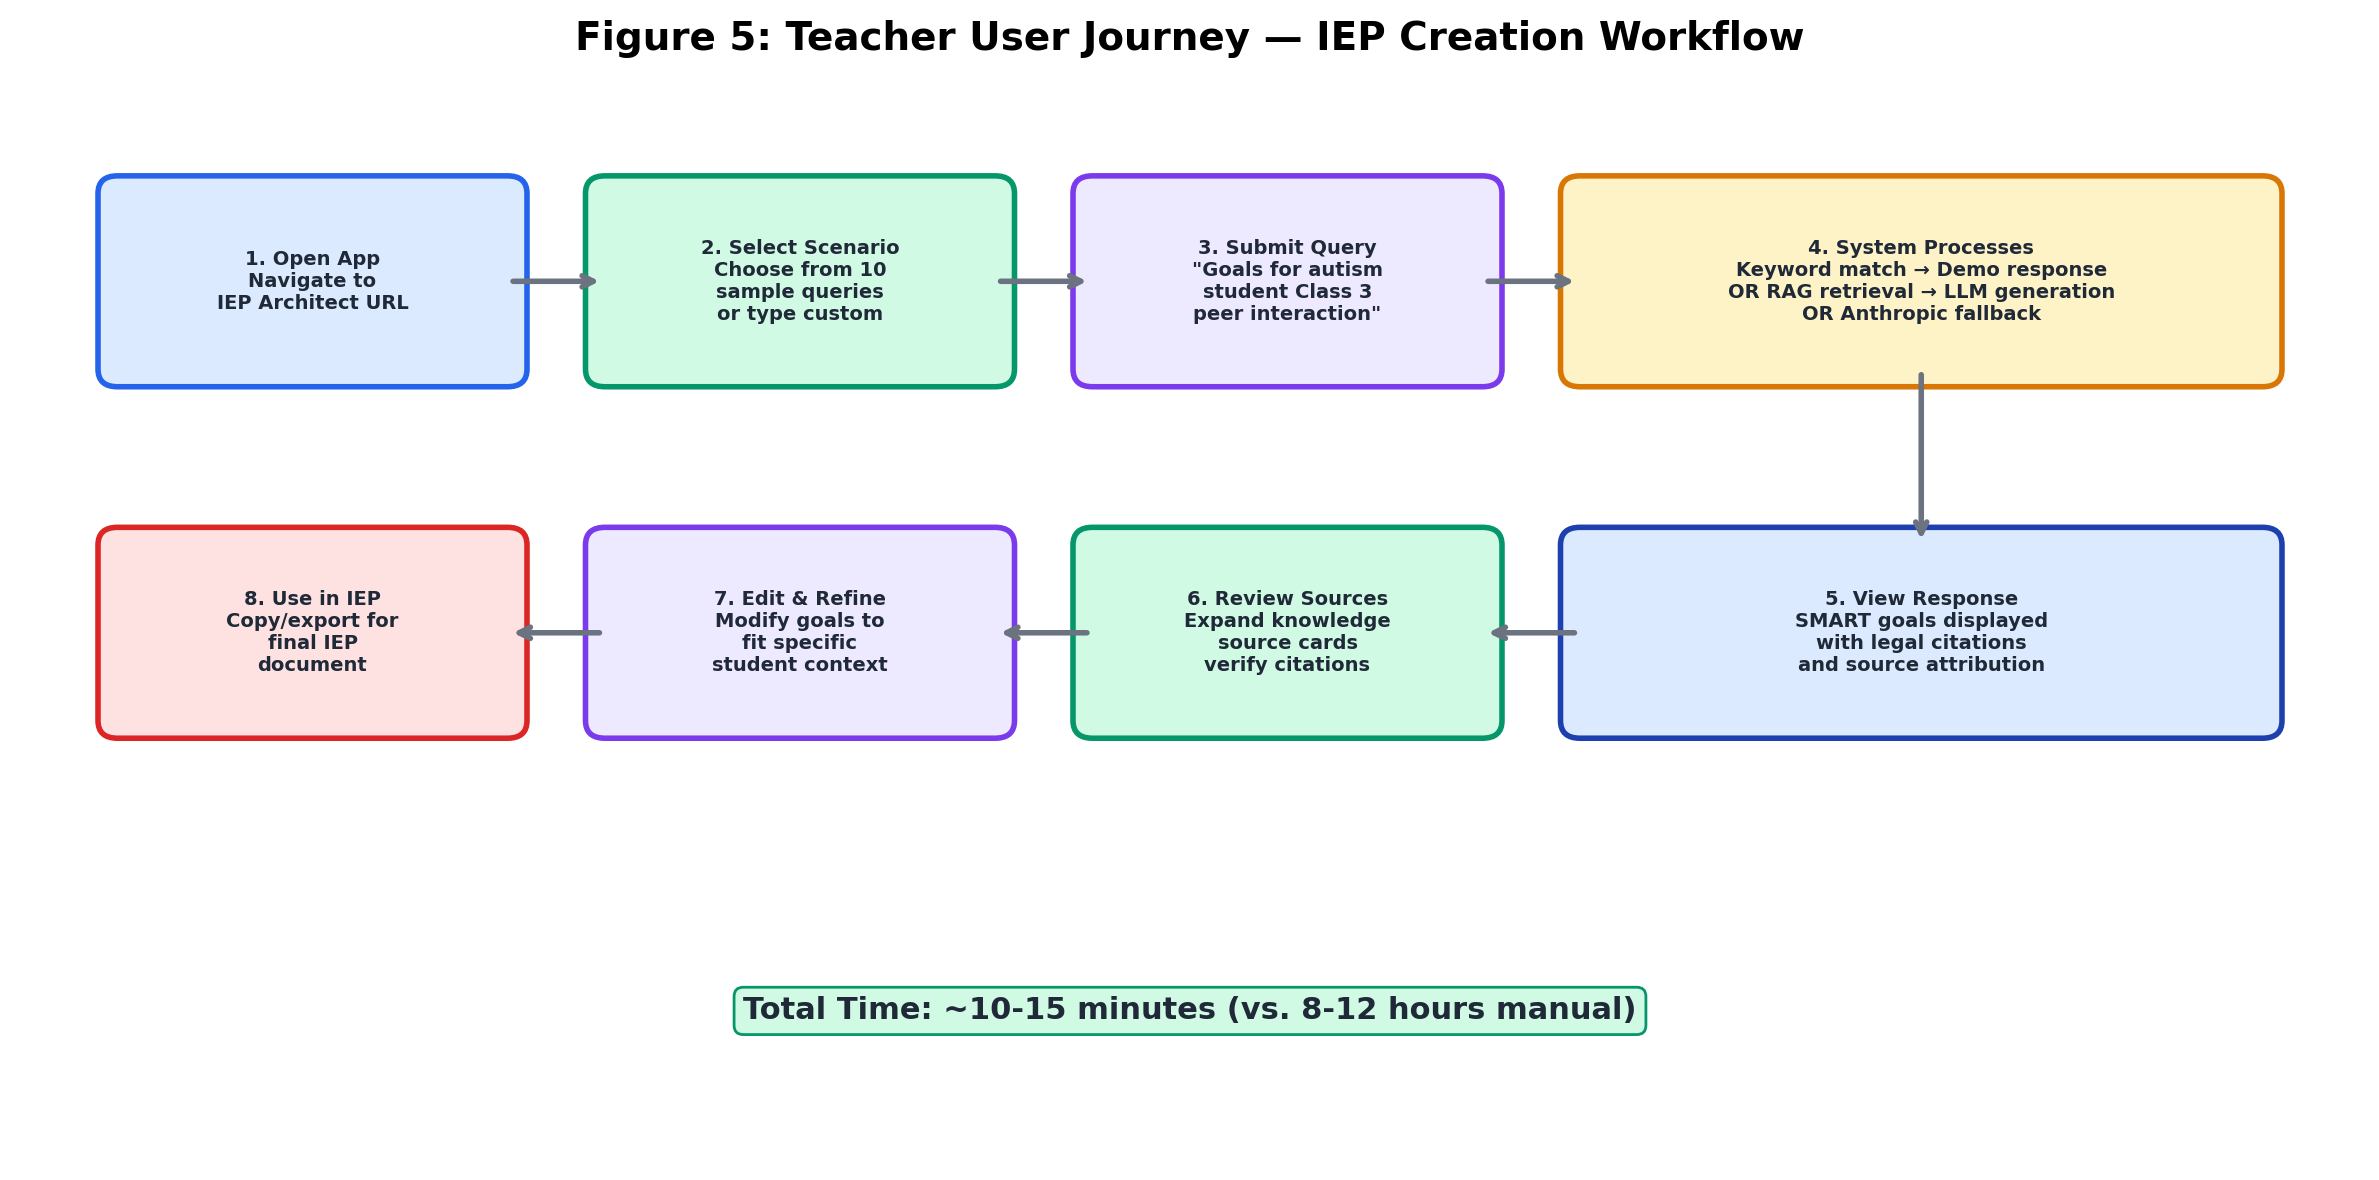 Figure 5: Teacher User Journey — IEP Creation Workflow
1. Open App
Navigate to
IEP Architect URL
2. Select Scenario
Choose from 10
sample queries
or type custom
3. Submit Query
"Goals for autism
student Class 3
peer interaction"
4. System Processes
Keyword match → Demo response
OR RAG retrieval → LLM generation
OR Anthropic fallback
5. View Response
SMART goals displayed
with legal citations
and source attribution
6. Review Sources
Expand knowledge
source cards
verify citations
7. Edit & Refine
Modify goals to
fit specific
student context
8. Use in IEP
Copy/export for
final IEP
document
Total Time: ~10-15 minutes (vs. 8-12 hours manual)